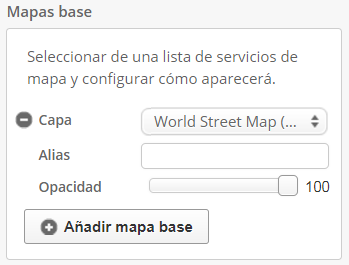 Mapas base
Seleccionar de una lista de servicios de
mapa y configurar cómo aparecerá.
Capa World Street Map (...
Alias
Opacidad 100
Añadir mapa base